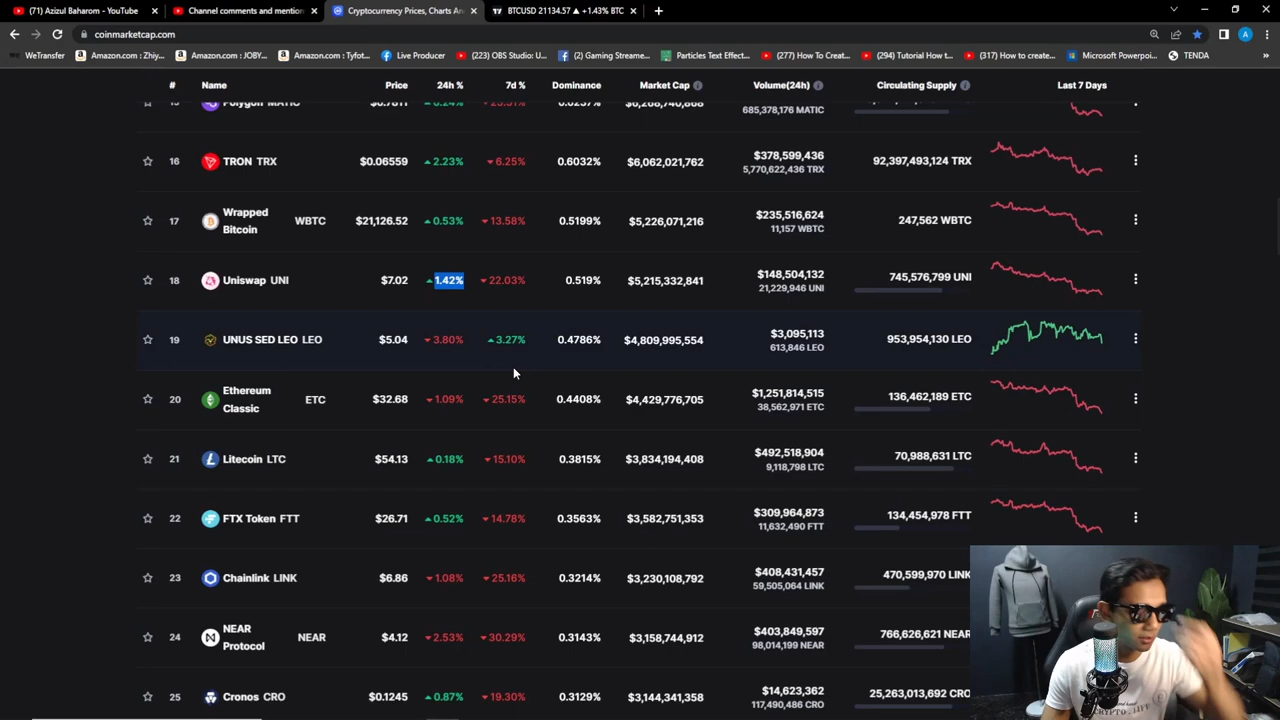 (71) Azizul Baharom - YouTube
Channel comments and mention
Cryptocurrency Prices, Charts An
BTCUSD 21134.57 ▲ +1.43% BTC
coinmarketcap.com
A
WeTransfer
Amazon.com : Zhiy...
Amazon.com : JOBY...
Amazon.com : Tyfot...
Live Producer
(223) OBS Studio: U...
(2) Gaming Streame...
Particles Text Effect...
(277) How To Creat...
(294) Tutorial How t...
(317) How to create...
Microsoft Powerpoi...
TENDA
# Name Price 24h % 7d % Dominance Market Cap Volume(24h) Circulating Supply Last 7 Days
Polygon MATIC
685,378,176 MATIC
16 TRON TRX $0.06559 2.23% 6.25% 0.6032% $6,062,021,762 $378,599,436 92,397,493,124 TRX
5,770,622,436 TRX
17 Wrapped Bitcoin WBTC $21,126.52 0.53% 13.58% 0.5199% $5,226,071,216 $235,516,624 247,562 WBTC
11,157 WBTC
18 Uniswap UNI $7.02 1.42% 22.03% 0.519% $5,215,332,841 $148,504,132 745,576,799 UNI
21,229,946 UNI
19 UNUS SED LEO LEO $5.04 3.80% 3.27% 0.4786% $4,809,995,554 $3,095,113 953,954,130 LEO
613,846 LEO
20 Ethereum Classic ETC $32.68 1.09% 25.15% 0.4408% $4,429,776,705 $1,251,814,515 136,462,189 ETC
38,562,971 ETC
21 Litecoin LTC $54.13 0.18% 15.10% 0.3815% $3,834,194,408 $492,518,904 70,988,631 LTC
9,118,798 LTC
22 FTX Token FTT $26.71 0.52% 14.78% 0.3563% $3,582,751,353 $309,964,873 134,454,978 FTT
11,632,490 FTT
23 Chainlink LINK $6.86 1.08% 25.16% 0.3214% $3,230,108,792 $408,431,457 470,599,970 LINK
59,505,064 LINK
24 NEAR Protocol NEAR $4.12 2.53% 30.29% 0.3143% $3,158,744,912 $403,849,597 766,626,621 NEAR
98,014,199 NEAR
25 Cronos CRO $0.1245 0.87% 19.30% 0.3129% $3,144,341,358 $14,623,362 25,263,013,692 CRO
117,490,486 CRO